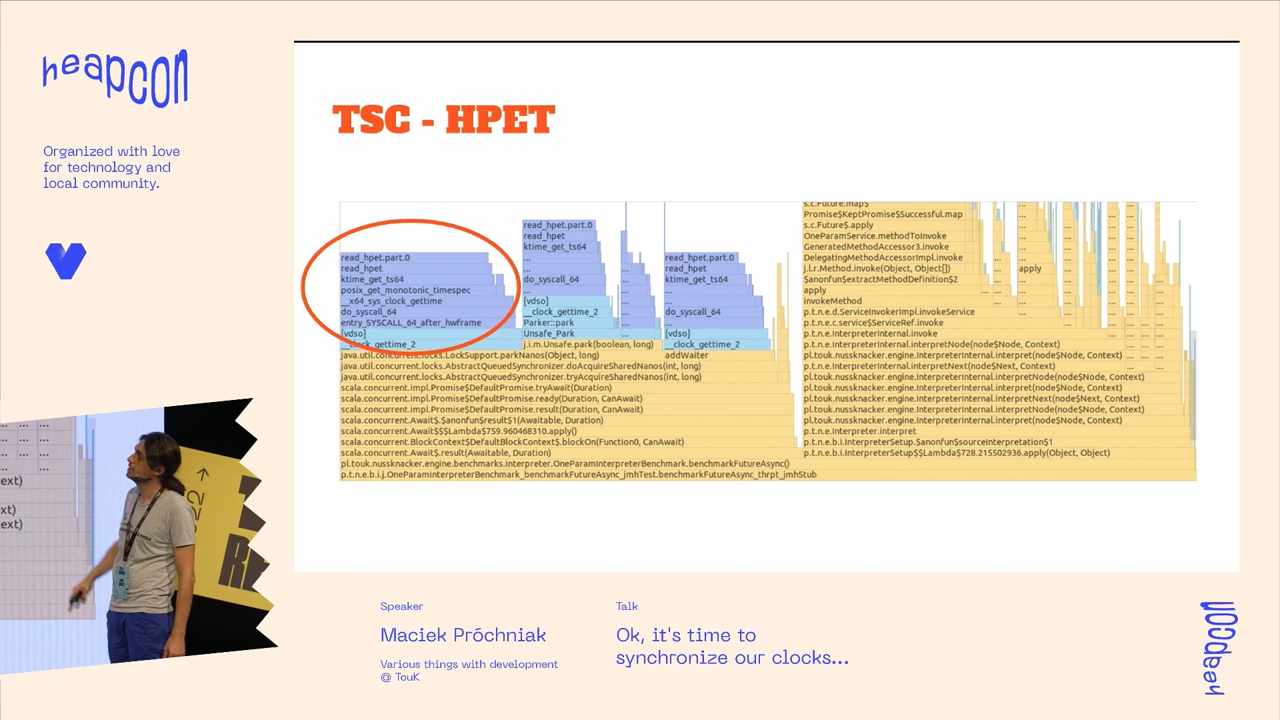 heapcon
Organized with love
for technology and
local community.
TSC - HPET
read_hpet.part.0
read_hpet
ktime_get_ts64
posix_get_monotonic_timespec
__x64_sys_clock_gettime
do_syscall_64
entry_SYSCALL_64_after_hwframe
[vdso]
__clock_gettime_2
read_hpet.part.0
read_hpet
ktime_get_ts64
...
...
do_syscall_64
...
[vdso]
__clock_gettime_2
Parker::park
Unsafe_Park
j.i.m.Unsafe.park(boolean, long)
read_hpet.part.0
read_hpet
ktime_get_ts64
...
...
do_syscall_64
...
[vdso]
__clock_gettime_2
addWaiter
java.util.concurrent.locks.LockSupport.parkNanos(Object, long)
java.util.concurrent.locks.AbstractQueuedSynchronizer.doAcquireSharedNanos(int, long)
java.util.concurrent.locks.AbstractQueuedSynchronizer.tryAcquireSharedNanos(int, long)
scala.concurrent.impl.Promise$DefaultPromise.tryAwait(Duration)
scala.concurrent.impl.Promise$DefaultPromise.ready(Duration, CanAwait)
scala.concurrent.impl.Promise$DefaultPromise.result(Duration, CanAwait)
scala.concurrent.Await$.$anonfun$result$1(Awaitable, Duration)
scala.concurrent.Await$$$Lambda$759.960468310.apply()
scala.concurrent.BlockContext$DefaultBlockContext$.blockOn(Function0, CanAwait)
scala.concurrent.Await$.result(Awaitable, Duration)
pl.touk.nussknacker.engine.benchmarks.interpreter.OneParamInterpreterBenchmark.benchmarkFutureAsync()
p.t.n.e.b.i.j.OneParamInterpreterBenchmark_benchmarkFutureAsync_jmhTest.benchmarkFutureAsync_thrpt_jmhStub
s.c.Future.map$
Promise$KeptPromise$Successful.map
s.c.Future$.apply
OneParamService.methodToInvoke
GeneratedMethodAccessor3.invoke
DelegatingMethodAccessorImpl.invoke
j.l.r.Method.invoke(Object, Object[])
apply
$anonfun$extractMethodDefinition$2
apply
invokeMethod
p.t.n.e.d.ServiceInvokerImpl.invokeService
p.t.n.e.c.service$ServiceRef.invoke
p.t.n.e.InterpreterInternal.invoke
p.t.n.e.InterpreterInternal.interpretNode(node$Node, Context)
p.t.n.e.InterpreterInternal.interpretNext(node$Next, Context)
pl.touk.nussknacker.engine.InterpreterInternal.interpret(node$Node, Context)
pl.touk.nussknacker.engine.InterpreterInternal.interpretNode(node$Node, Context)
pl.touk.nussknacker.engine.InterpreterInternal.interpretNext(node$Next, Context)
pl.touk.nussknacker.engine.InterpreterInternal.interpretNode(node$Node, Context)
pl.touk.nussknacker.engine.InterpreterInternal.interpret(node$Node, Context)
p.t.n.e.Interpreter.interpret
p.t.n.e.b.i.InterpreterSetup.$anonfun$sourceInterpretation$1
p.t.n.e.b.i.InterpreterSetup$$Lambda$728.215502936.apply(Object, Object)
ext)
ext)
ext)
Speaker
Maciek Próchniak
Various things with development
@ TouK
Talk
Ok, it's time to
synchronize our clocks...
heapcon